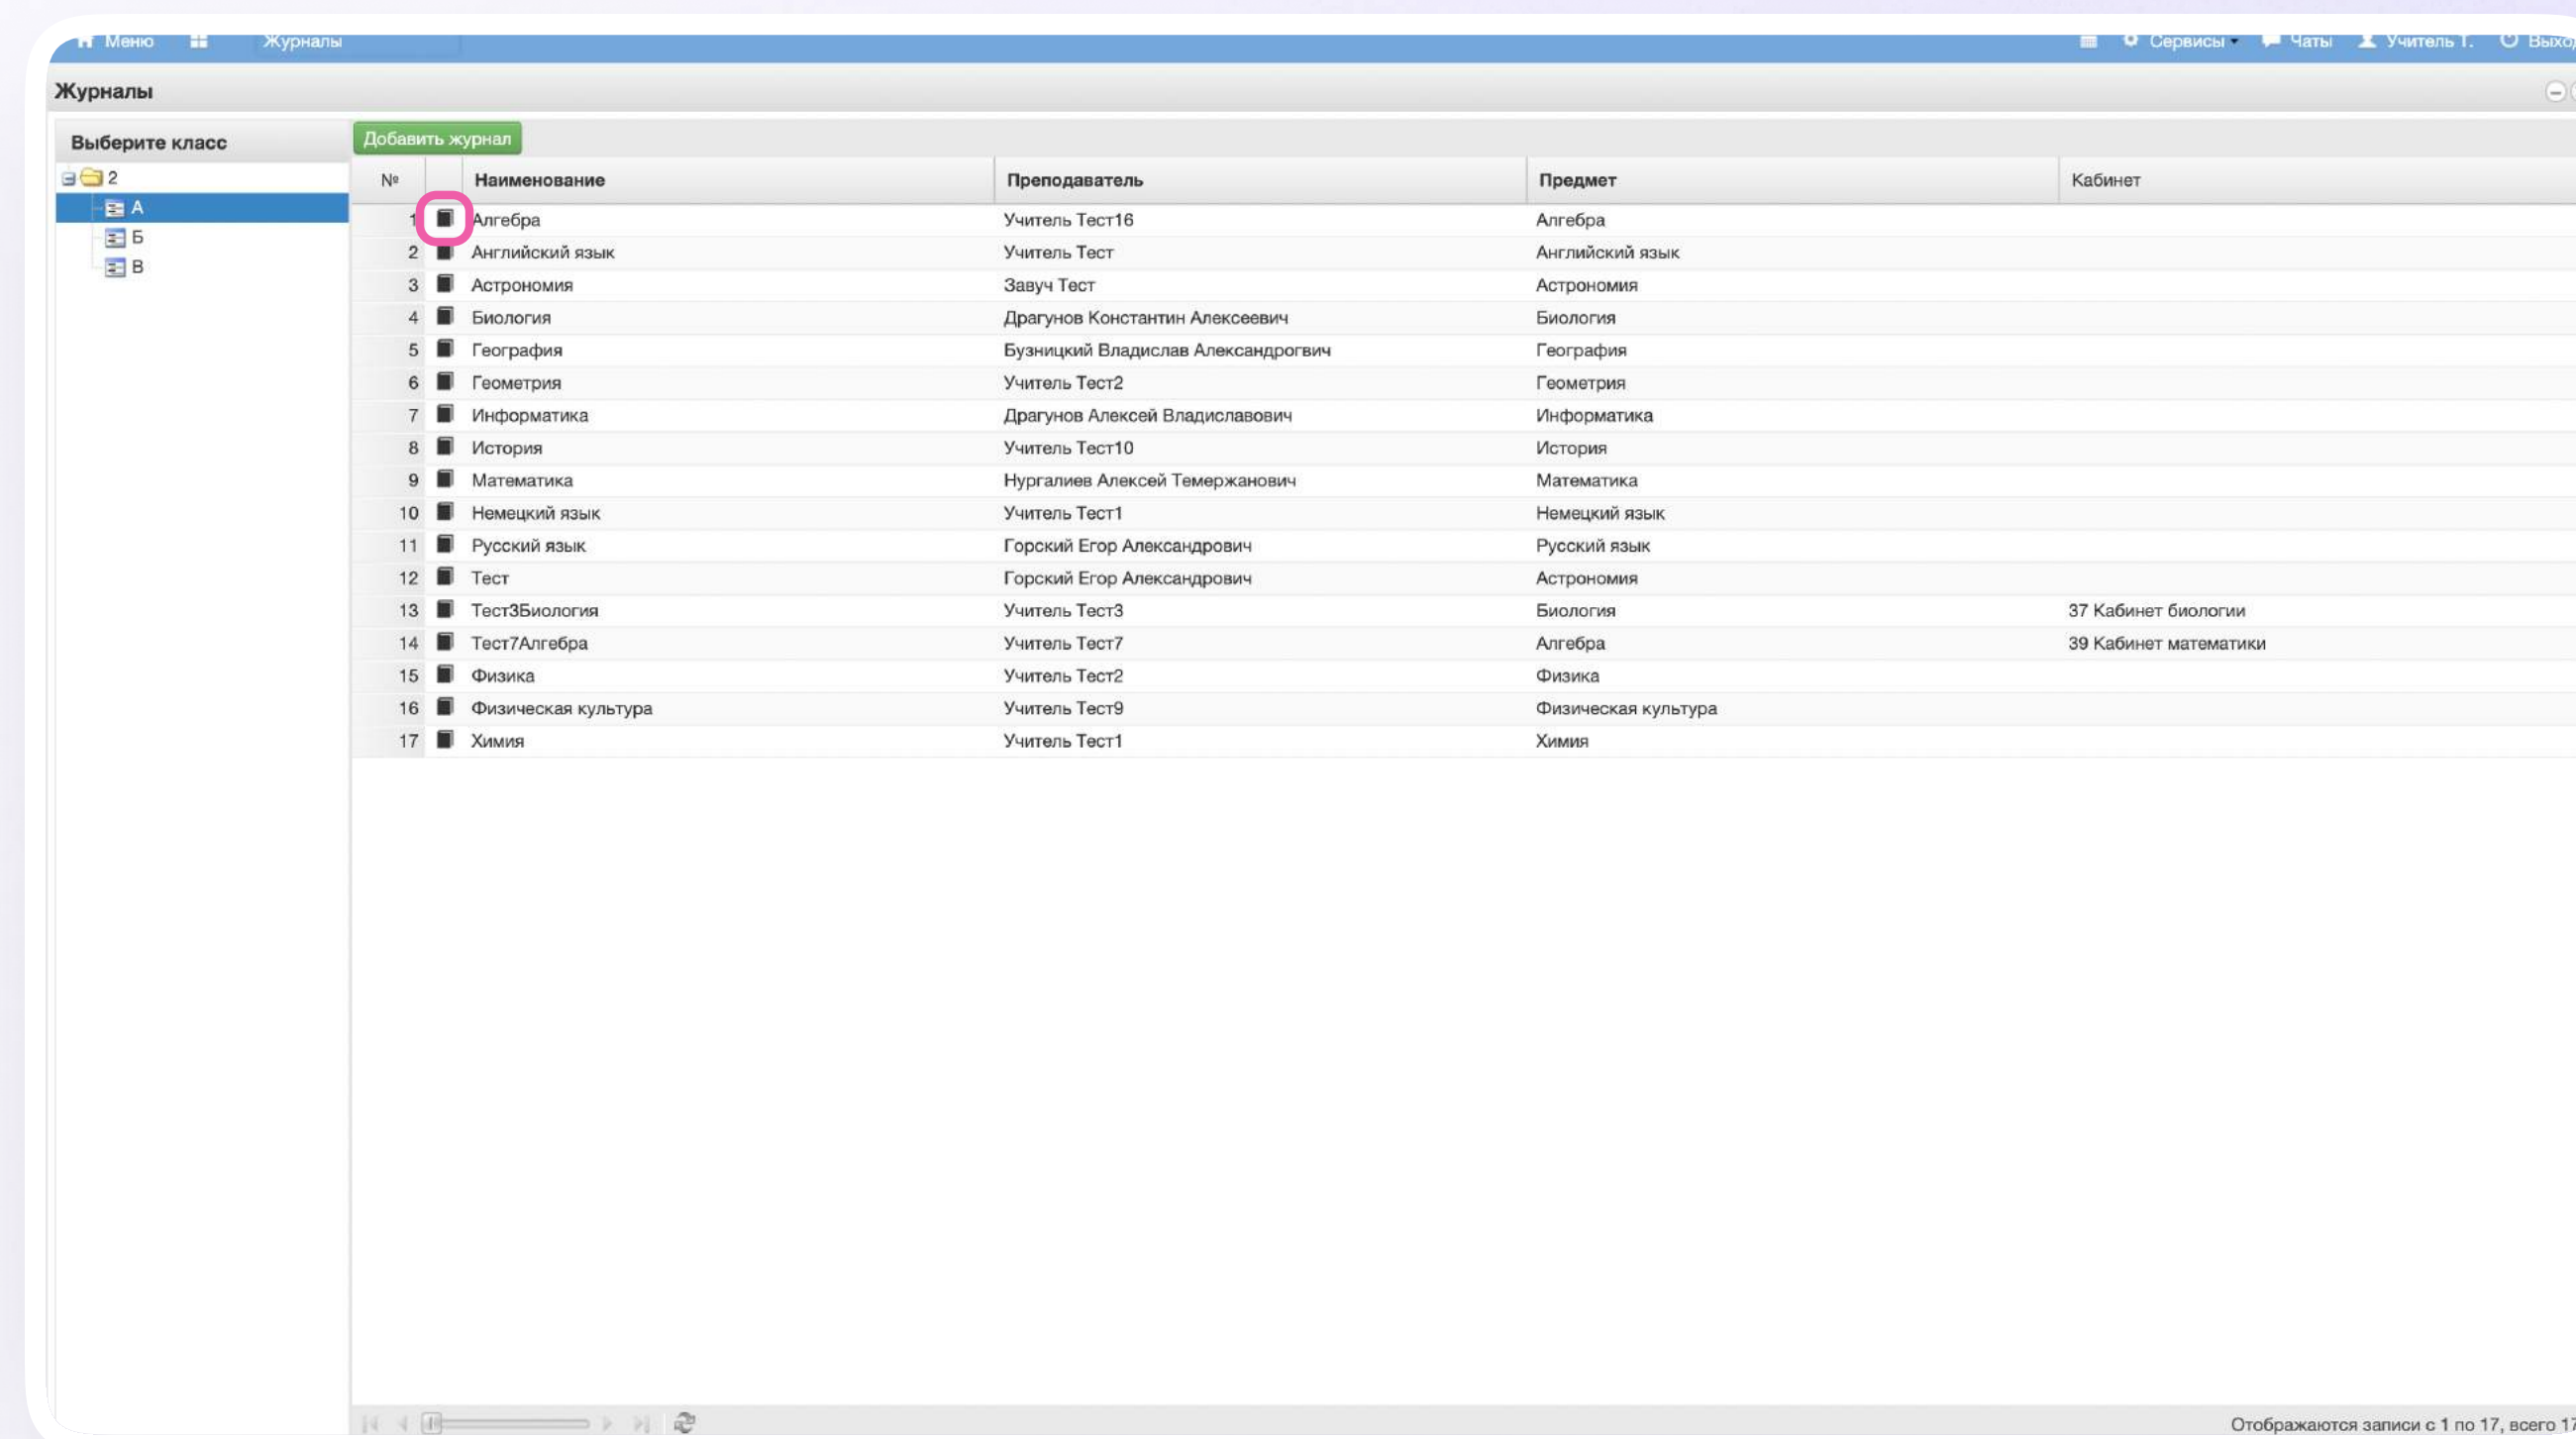 Меню Журналы Сервисы Чаты Учитель Т. Выход
Журналы
Выберите класс
Добавить журнал
2
А
Б
В
№ Наименование Преподаватель Предмет Кабинет
1 Алгебра Учитель Тест16 Алгебра
2 Английский язык Учитель Тест Английский язык
3 Астрономия Завуч Тест Астрономия
4 Биология Драгунов Константин Алексеевич Биология
5 География Бузницкий Владислав Александрогвич География
6 Геометрия Учитель Тест2 Геометрия
7 Информатика Драгунов Алексей Владиславович Информатика
8 История Учитель Тест10 История
9 Математика Нургалиев Алексей Темержанович Математика
10 Немецкий язык Учитель Тест1 Немецкий язык
11 Русский язык Горский Егор Александрович Русский язык
12 Тест Горский Егор Александрович Астрономия
13 Тест3Биология Учитель Тест3 Биология 37 Кабинет биологии
14 Тест7Алгебра Учитель Тест7 Алгебра 39 Кабинет математики
15 Физика Учитель Тест2 Физика
16 Физическая культура Учитель Тест9 Физическая культура
17 Химия Учитель Тест1 Химия
Отображаются записи с 1 по 17, всего 17